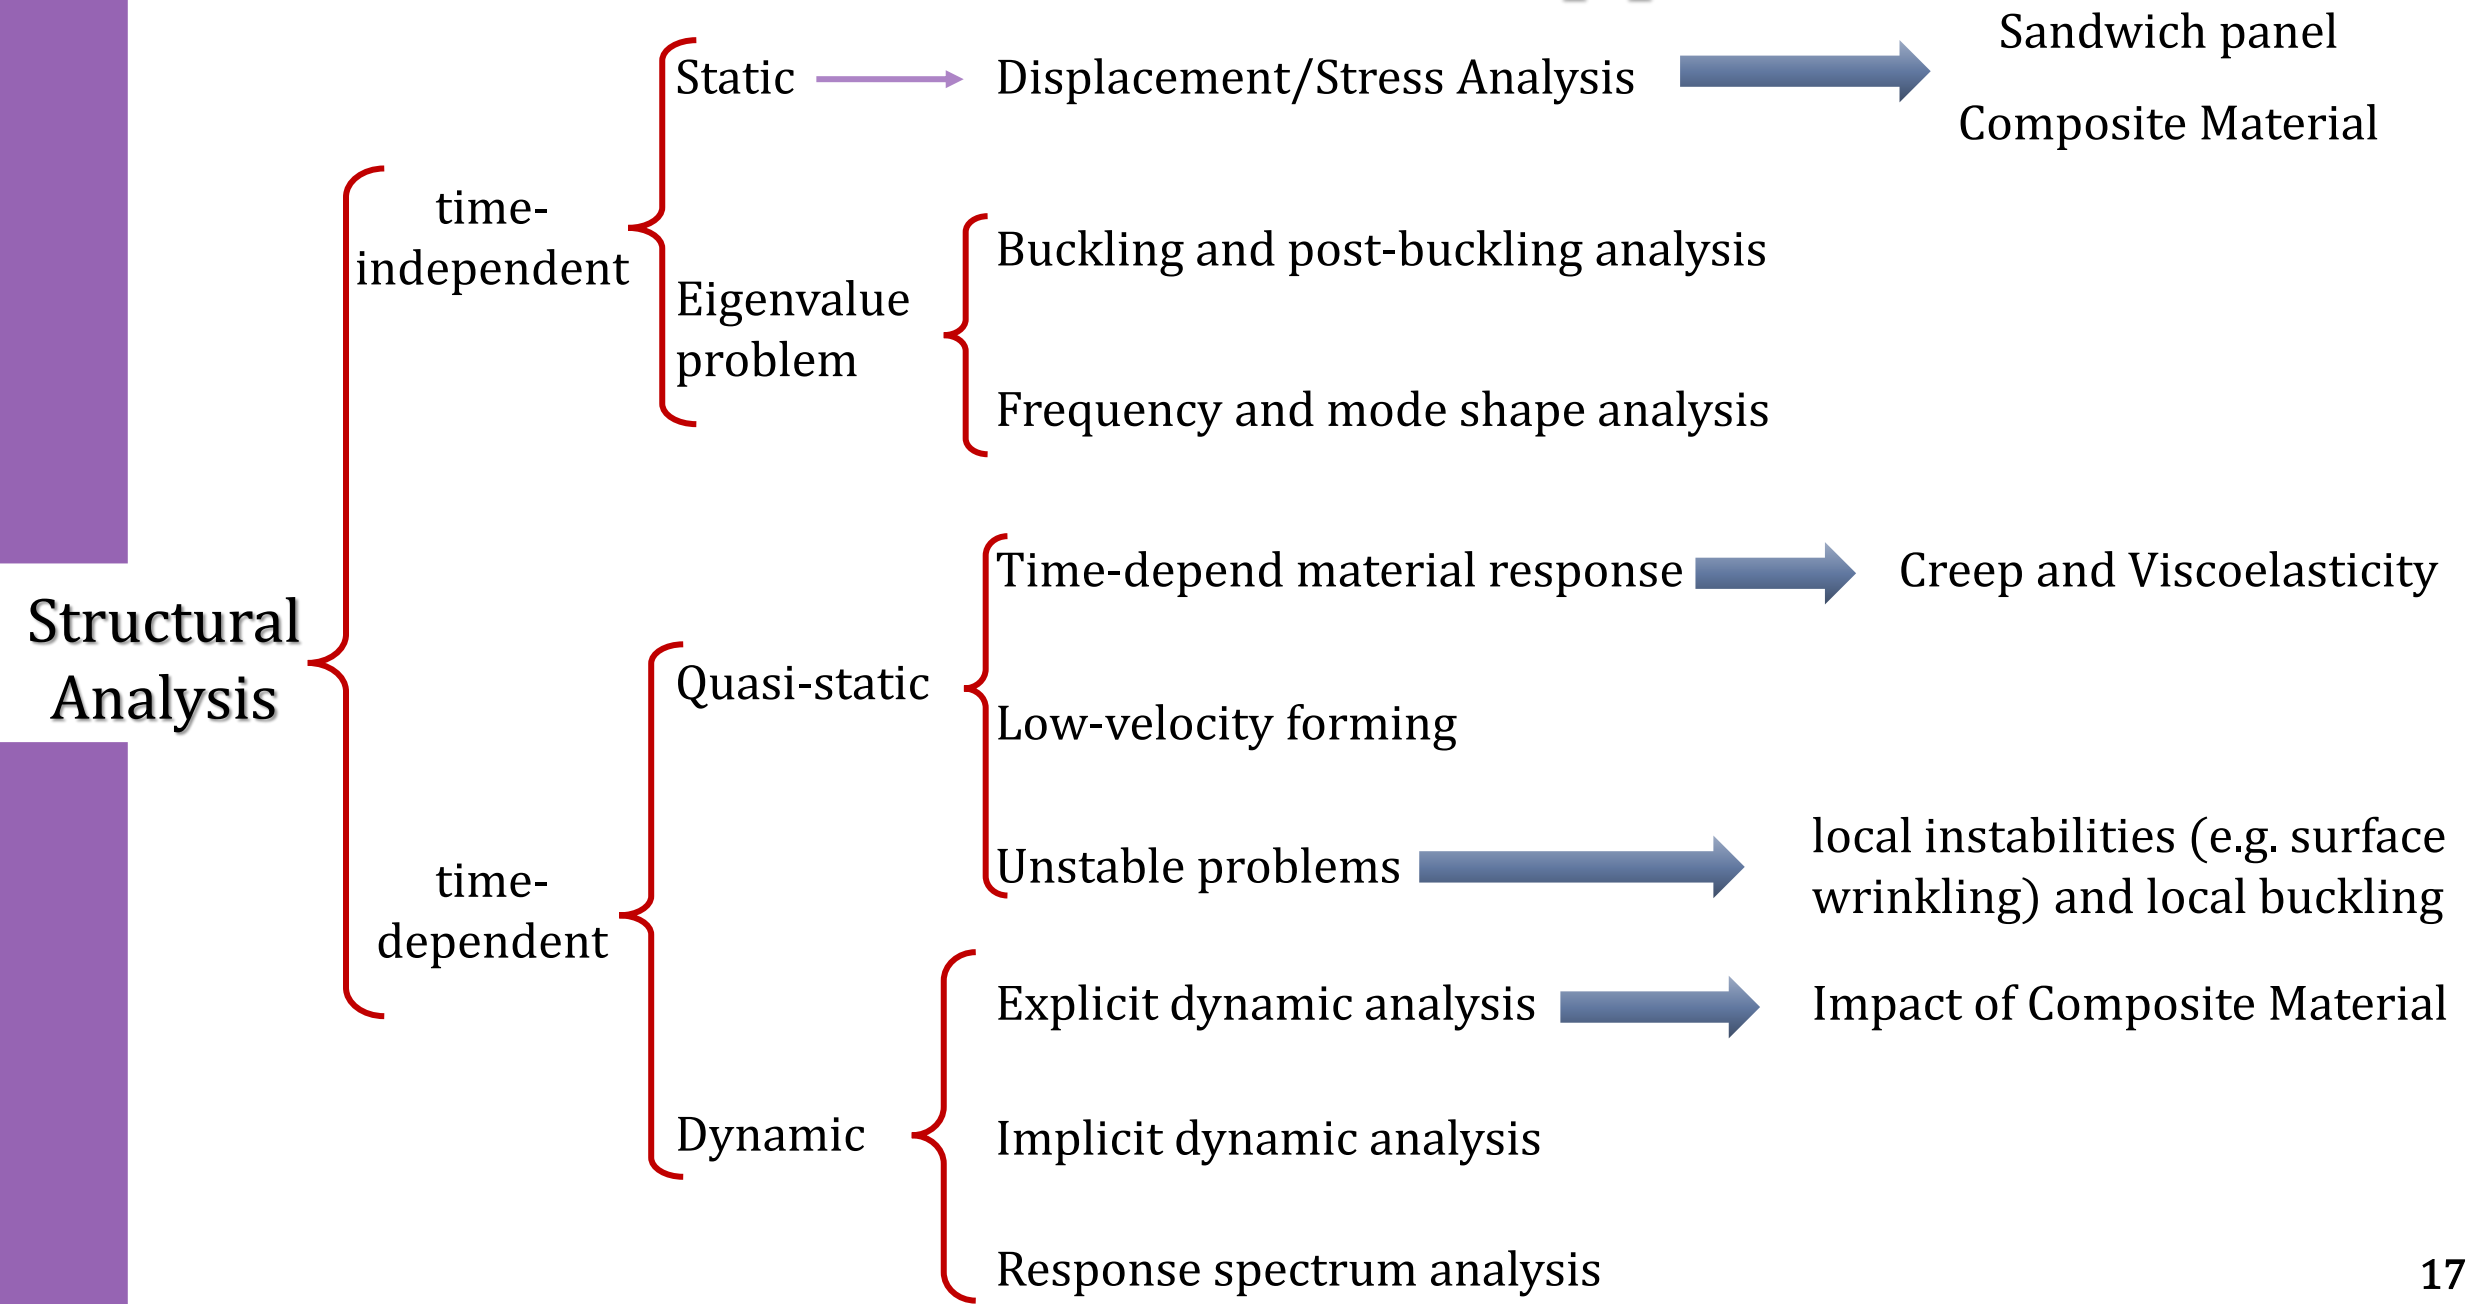 Structural
Analysis
time-
independent
Static
Displacement/Stress Analysis
Sandwich panel
Composite Material
Eigenvalue
problem
Buckling and post-buckling analysis
Frequency and mode shape analysis
time-
dependent
Quasi-static
Time-depend material response
Creep and Viscoelasticity
Low-velocity forming
Unstable problems
local instabilities (e.g. surface
wrinkling) and local buckling
Dynamic
Explicit dynamic analysis
Impact of Composite Material
Implicit dynamic analysis
Response spectrum analysis
17